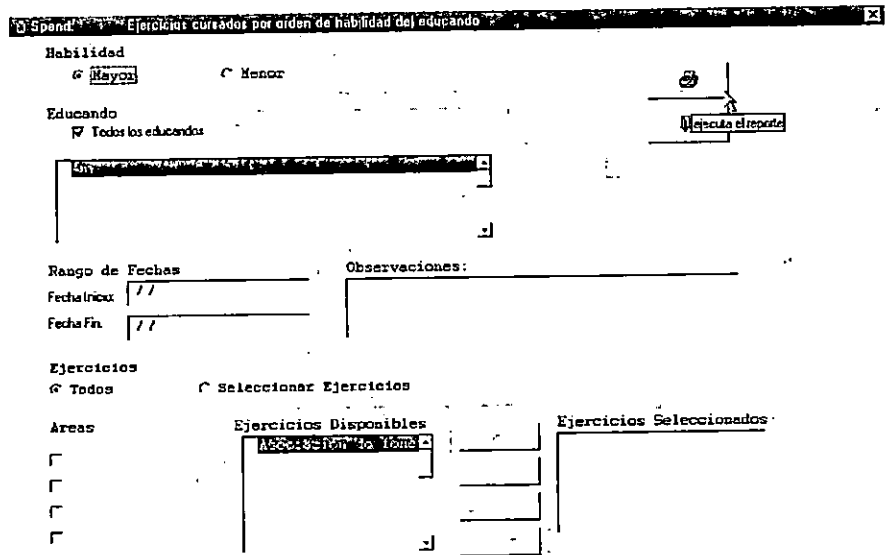 Spend. Ejercicios cursados por orden de habilidad del educando
Habilidad
Mayor Menor
Educando
Todos los educandos
ejecuta el reporte
Rango de Fechas
Observaciones:
Fecha Inicio: / /
Fecha Fin. / /
Ejercicios
Todos Seleccionar Ejercicios
Areas
Ejercicios Disponibles
Ejercicios Seleccionados